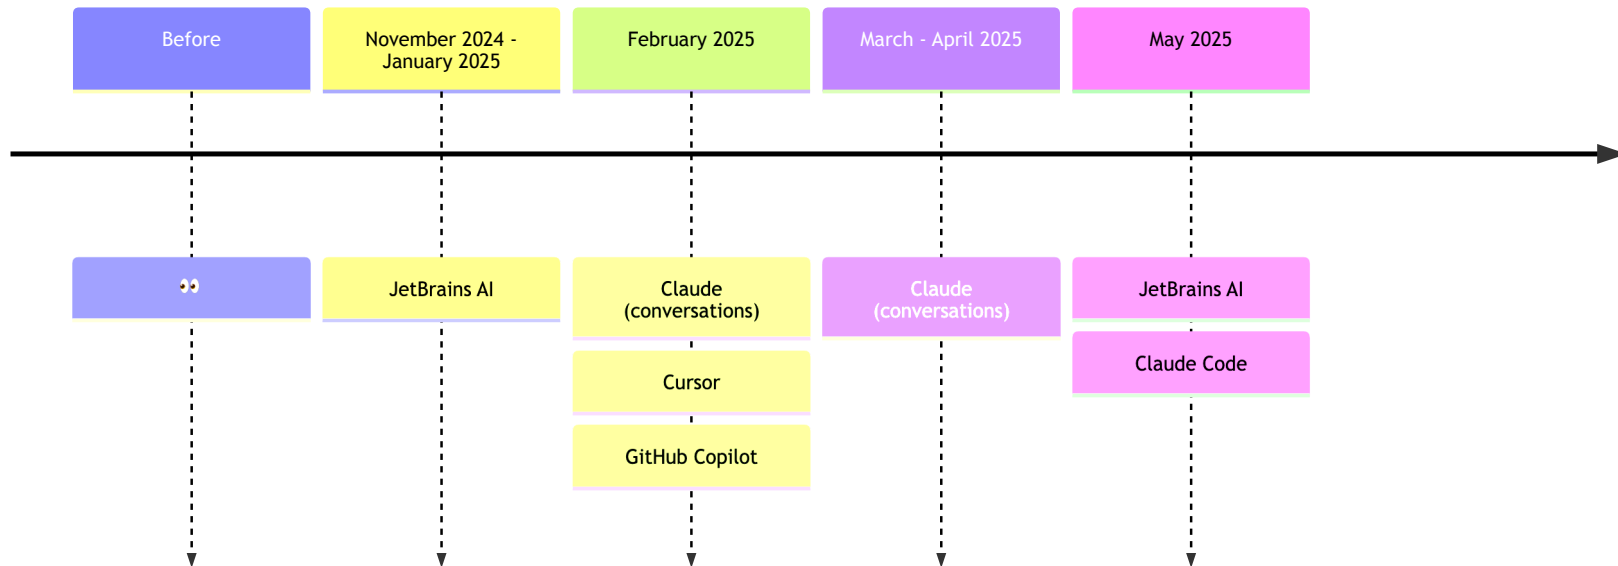 Before
November 2024 -
January 2025
February 2025
March - April 2025
May 2025
👀
JetBrains AI
Claude
(conversations)
Cursor
GitHub Copilot
Claude
(conversations)
JetBrains AI
Claude Code